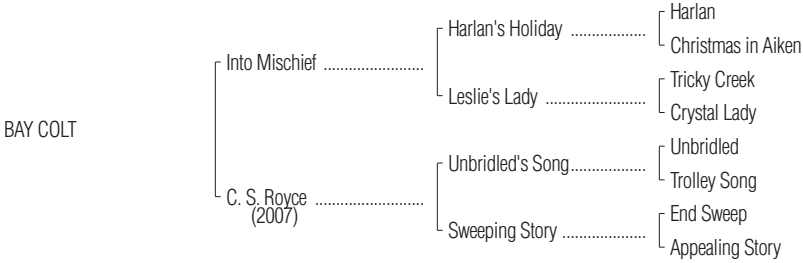 Harlan
Harlan's Holiday ..................
Christmas in Aiken
Into Mischief ........................
Tricky Creek
Leslie's Lady ........................
Crystal Lady
BAY COLT
Unbridled
Unbridled's Song..................
Trolley Song
C. S. Royce ..........................
(2007)
End Sweep
Sweeping Story ....................
Appealing Story